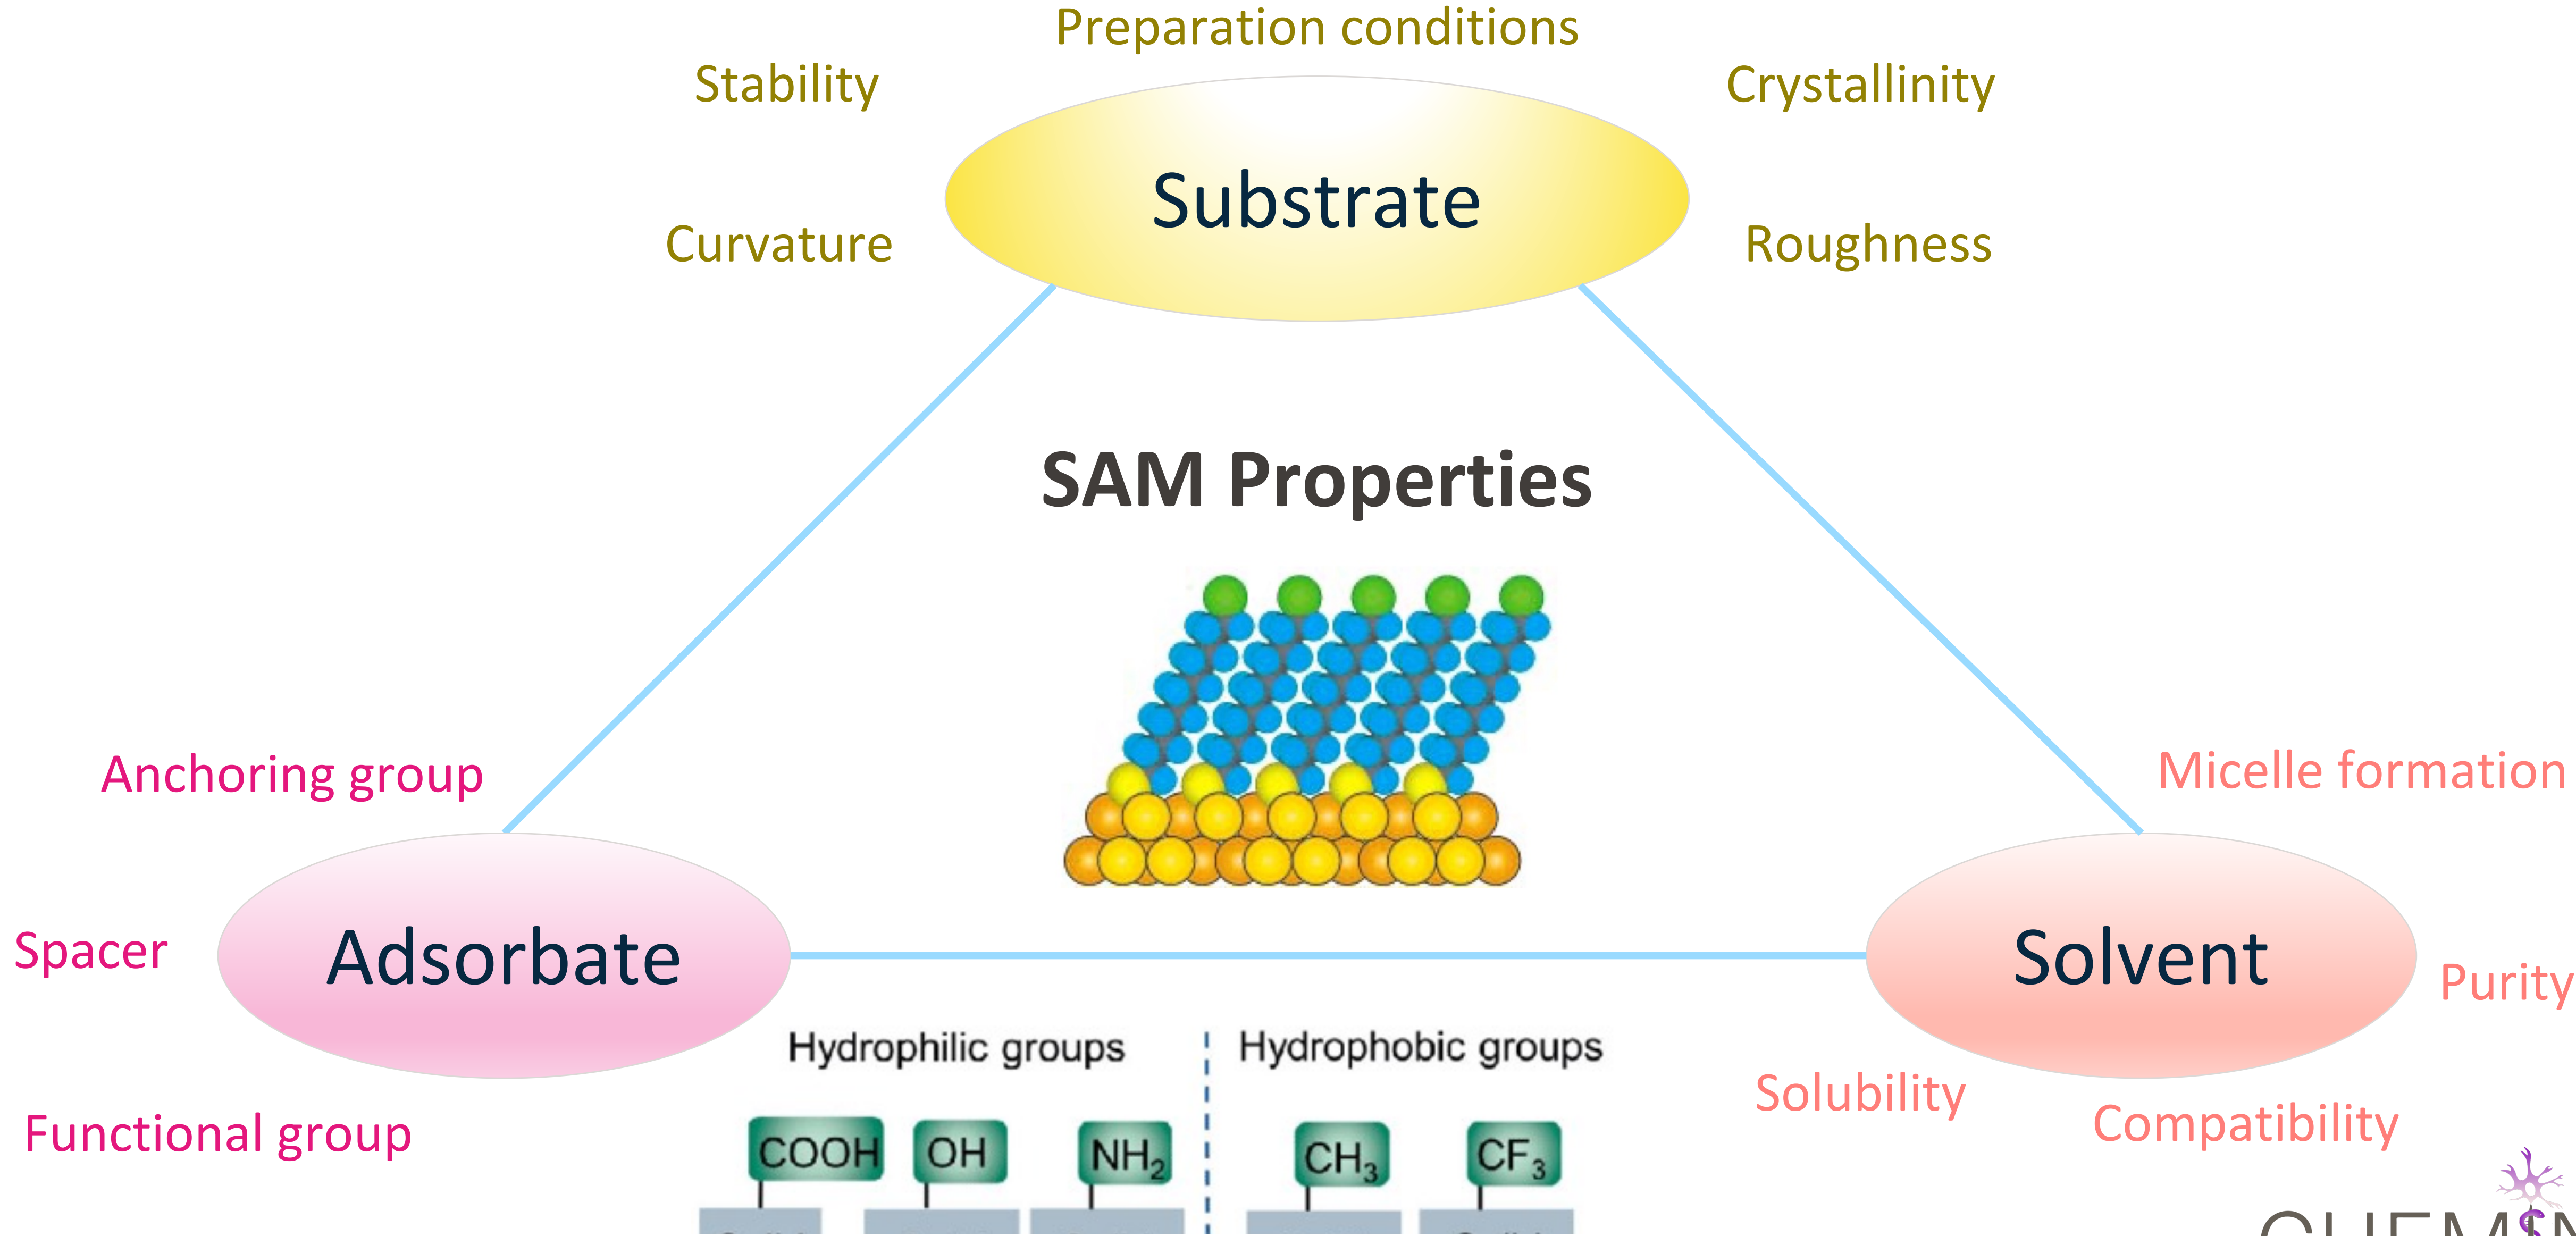 Preparation conditions
Stability
Crystallinity
Substrate
Curvature
Roughness
SAM Properties
Anchoring group
Micelle formation
Spacer
Adsorbate
Solvent
Purity
Hydrophilic groups
Hydrophobic groups
Solubility
Compatibility
Functional group
COOH
OH
NH₂
CH₃
CF₃